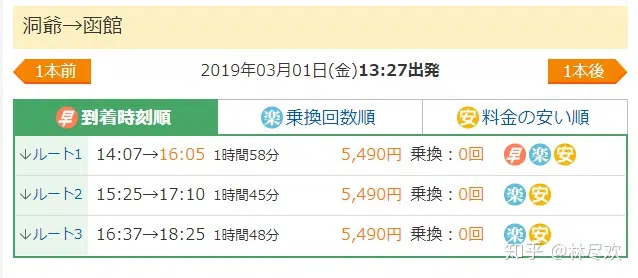 洞爺→函館
1本前 2019年03月01日(金)13:27出発 1本後
早 到着時刻順 楽 乗換回数順 安 料金の安い順
↓ルート1 14:07→16:05 1時間58分 5,490円 乗換:0回 早 楽 安
↓ルート2 15:25→17:10 1時間45分 5,490円 乗換:0回 楽 安
↓ルート3 16:37→18:25 1時間48分 5,490円 乗換:0回 楽 安
知乎 @林尽欢